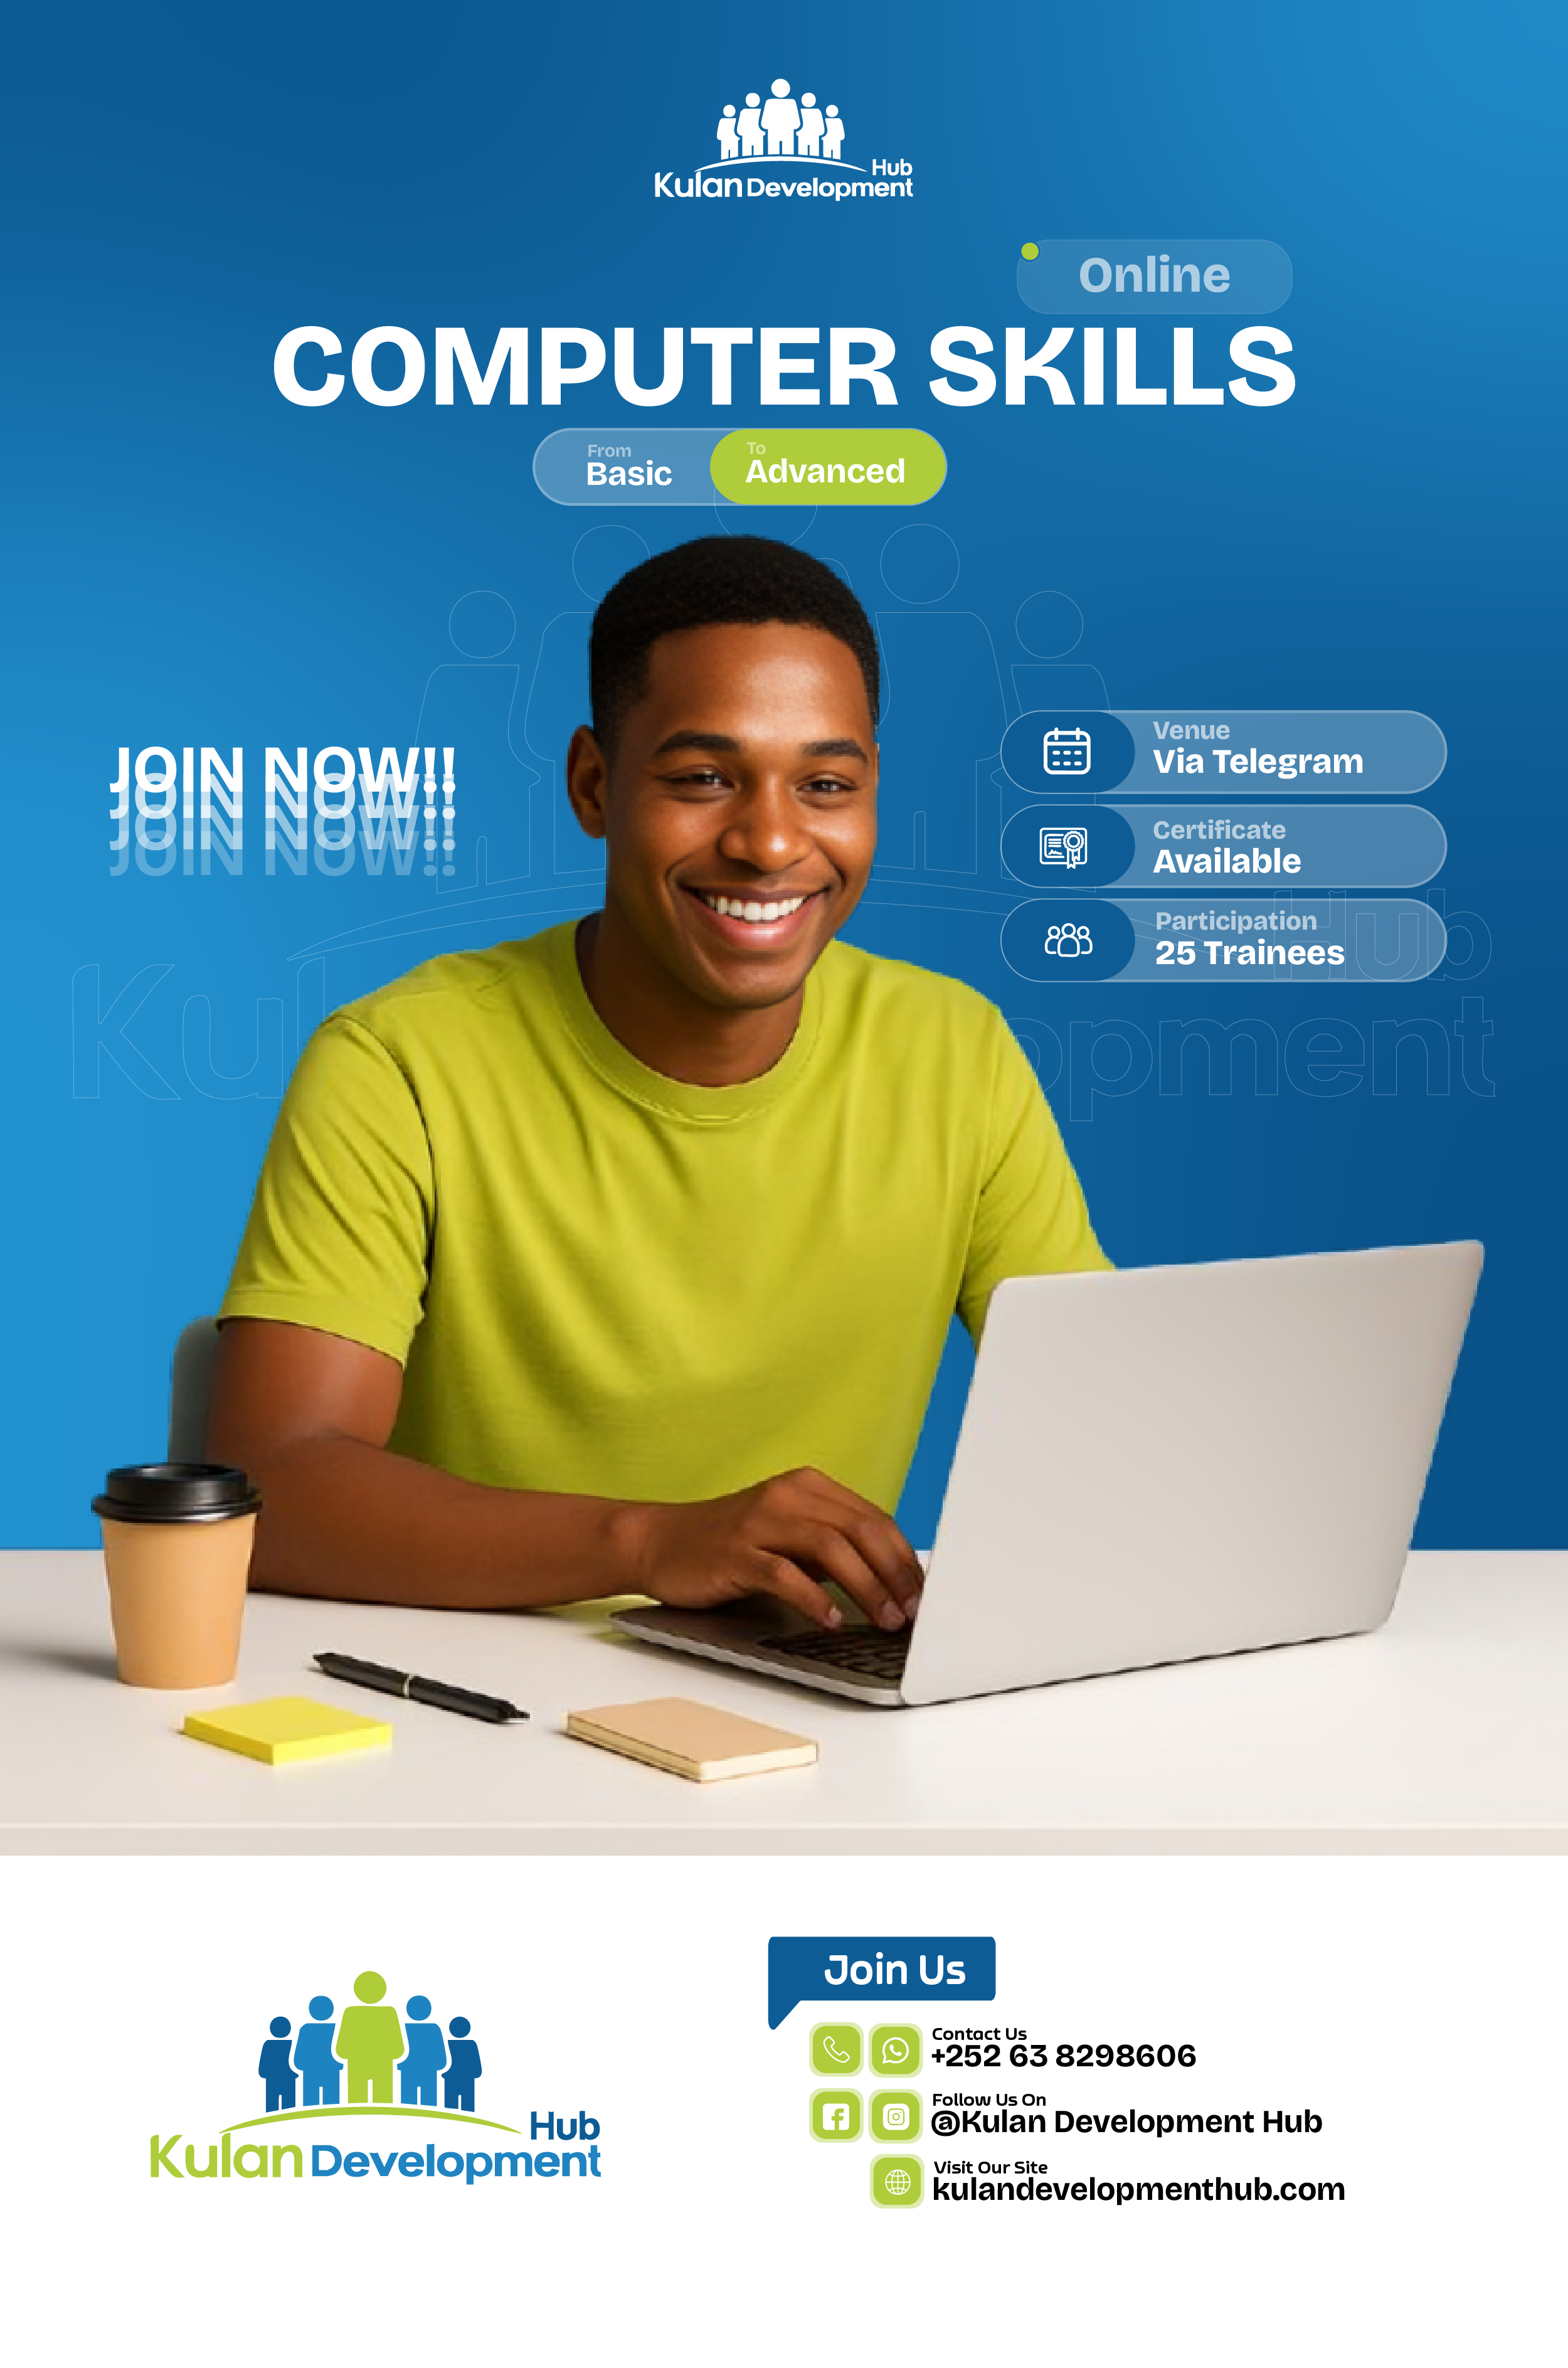 Hub
Kulan Development
Online
COMPUTER SKILLS
From
Basic
To
Advanced
JOIN NOW!!
JOIN NOW!!
JOIN NOW!!
JOIN NOW!!
Venue
Via Telegram
Certificate
Available
Participation
25 Trainees
Hub
Kul opment
Hub
Kulan Development
Join Us
Contact Us
+252 63 8298606
Follow Us On
@Kulan Development Hub
Visit Our Site
kulandevelopmenthub.com